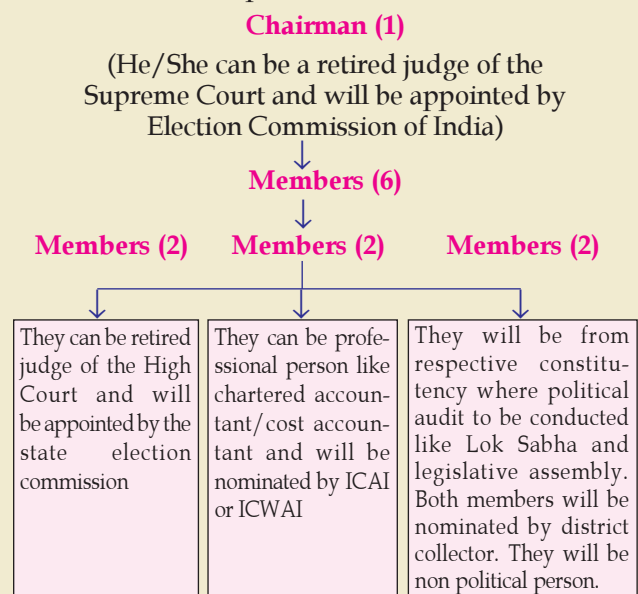 Chairman (1)
(He/She can be a retired judge of the
Supreme Court and will be appointed by
Election Commission of India)
Members (6)
Members (2)
Members (2)
Members (2)
They can be retired
judge of the High
Court and will
be appointed by the
state election
commission
They can be profe-
ssional person like
chartered accoun-
tant/cost accoun-
tant and will be
nominated by ICAI
or ICWAI
They will be from
respective constitu-
tency where political
audit to be conducted
like Lok Sabha and
legislative assembly.
Both members will be
nominated by district
collector. They will be
non political person.